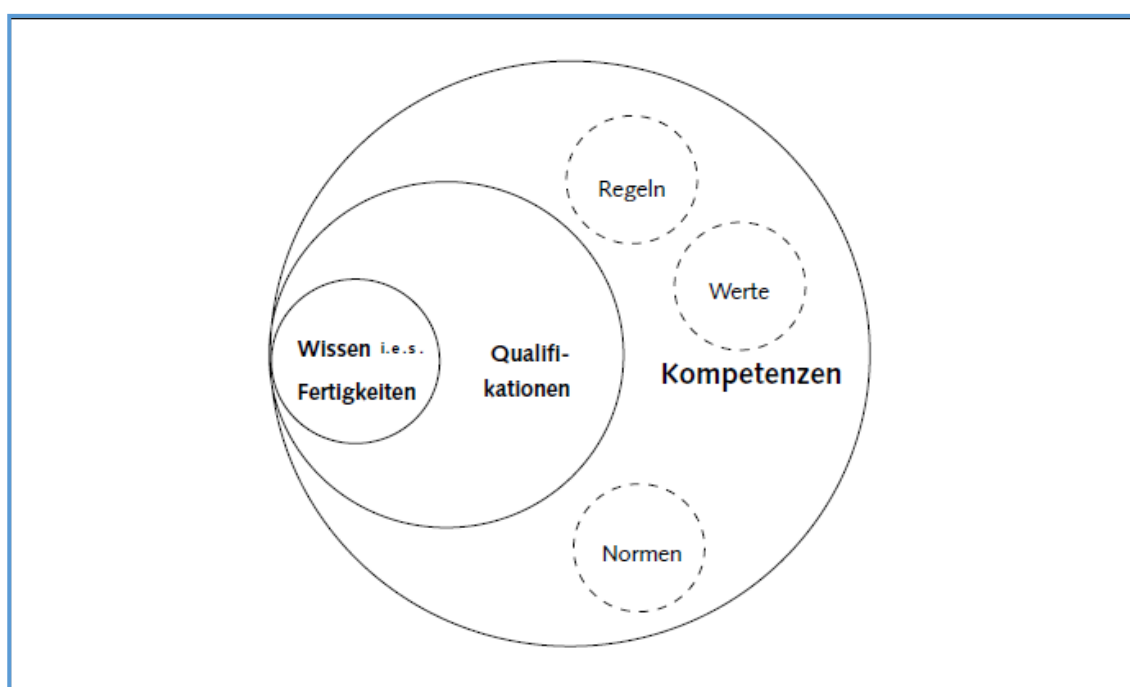 Regeln
Werte
Wissen i.e.s.
Fertigkeiten
Qualifi-
kationen
Kompetenzen
Normen